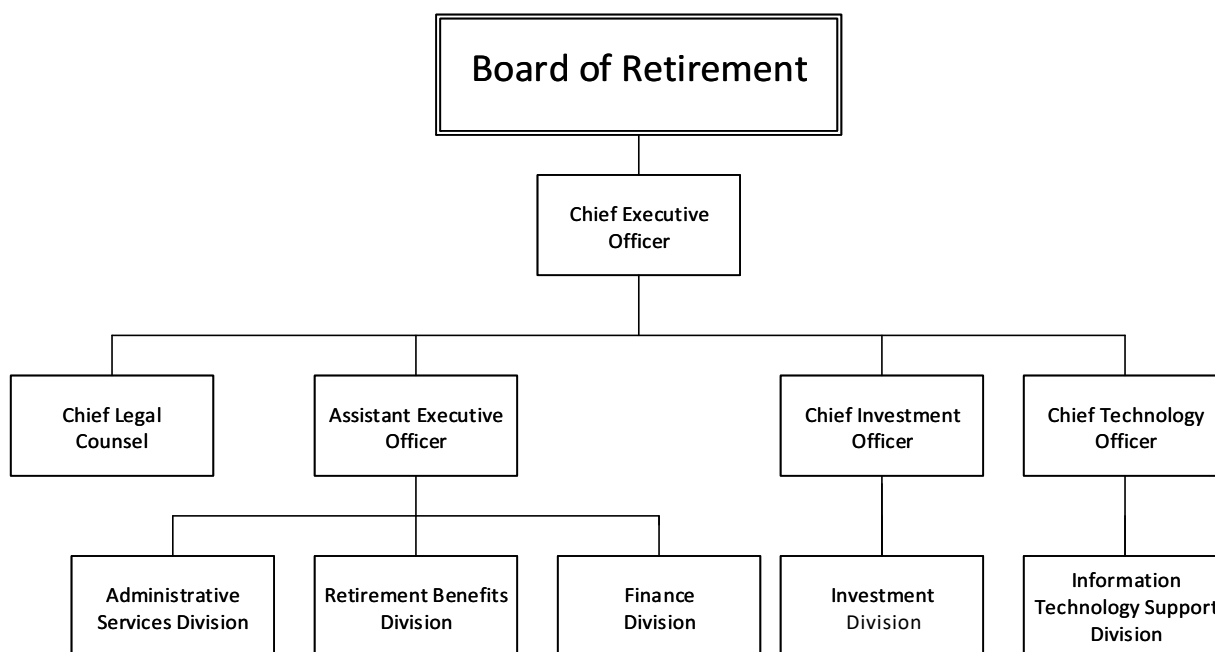 Board of Retirement
Chief Executive
Officer
Chief Legal
Counsel
Assistant Executive
Officer
Chief Investment
Officer
Chief Technology
Officer
Administrative
Services Division
Retirement Benefits
Division
Finance
Division
Investment
Division
Information
Technology Support
Division